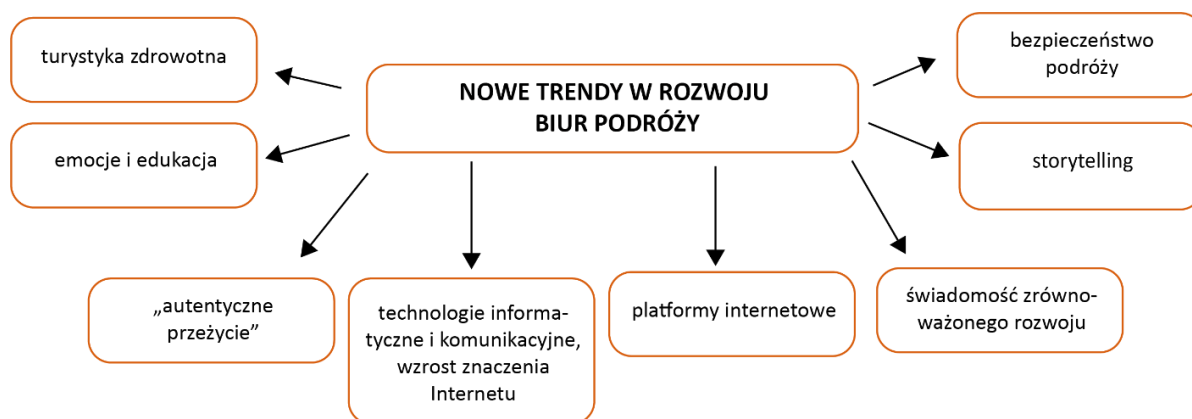 NOWE TRENDY W ROZWOJU
BIUR PODRÓŻY
turystyka zdrowotna
emocje i edukacja
„autentyczne
przeżycie”
technologie informa-
tyczne i komunikacyjne,
wzrost znaczenia
Internetu
platformy internetowe
świadomość zrówno-
ważonego rozwoju
storytelling
bezpieczeństwo
podróży